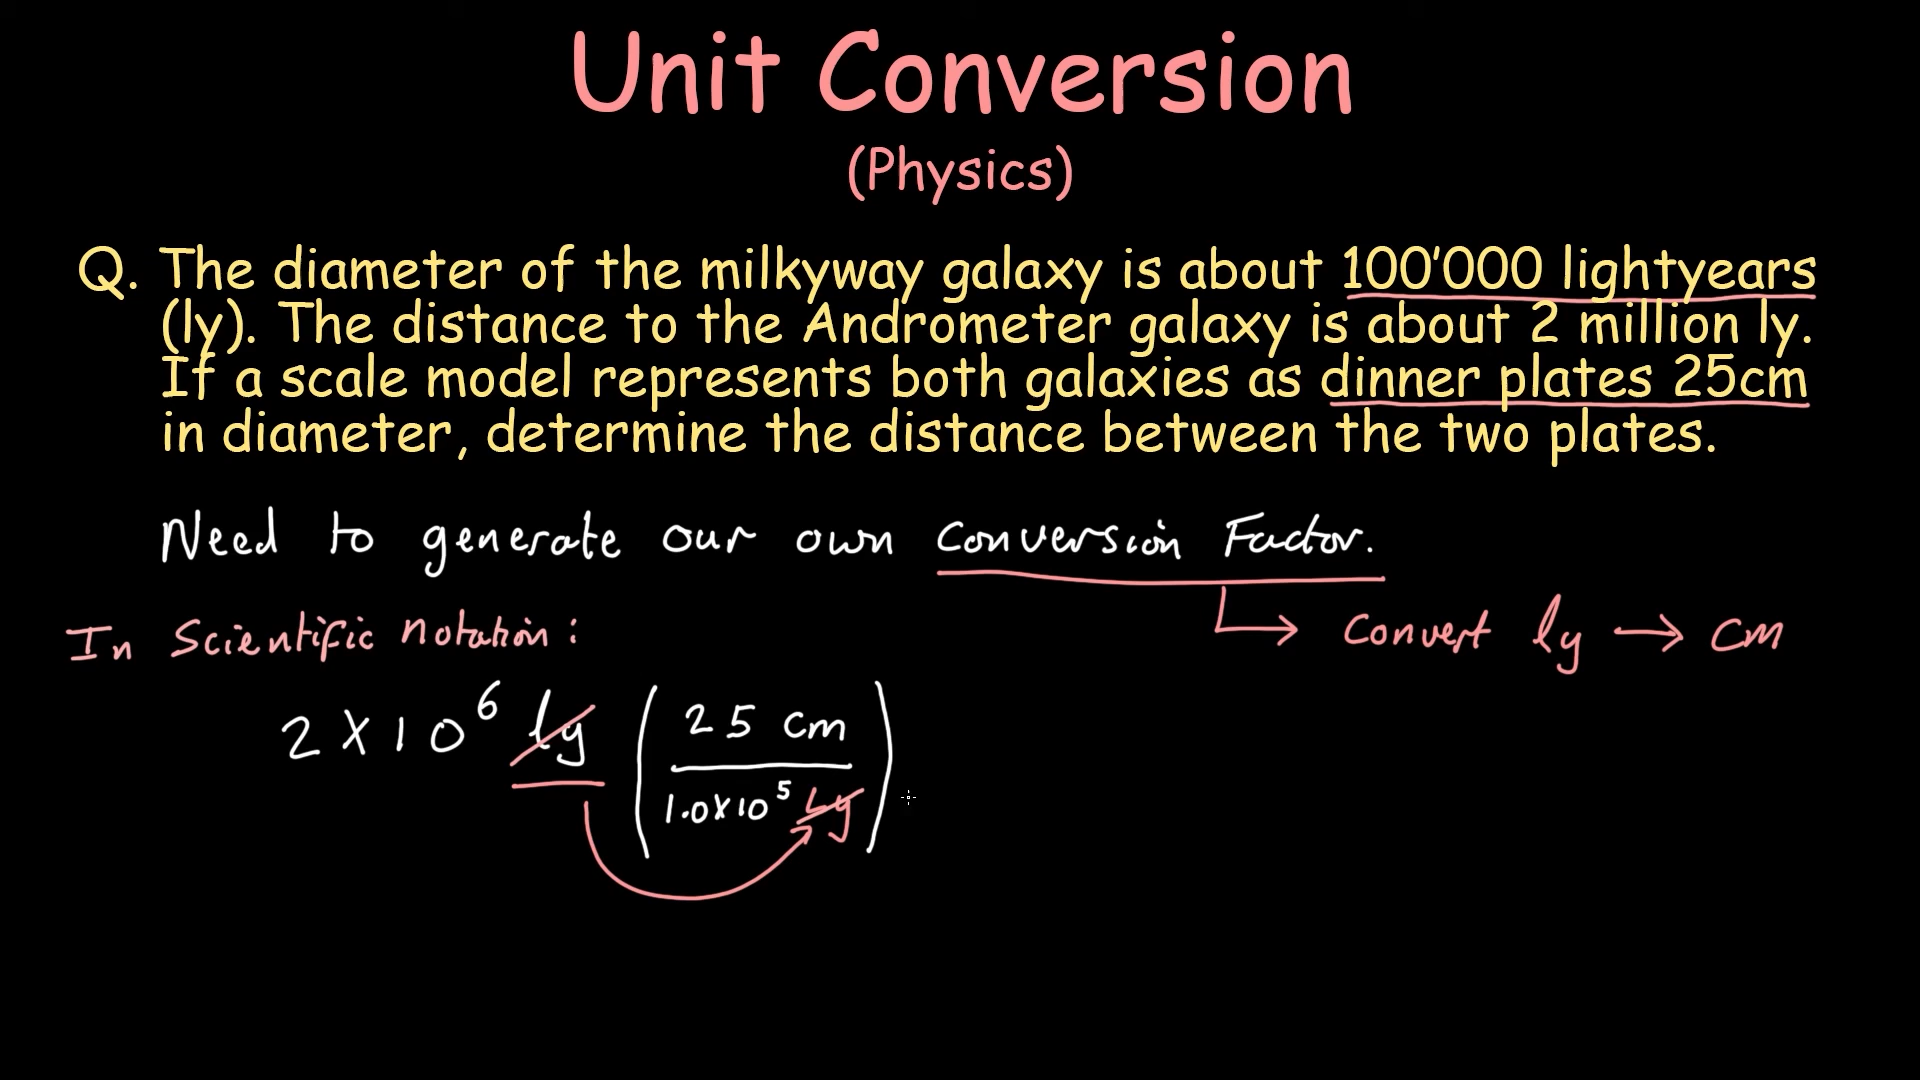 Unit Conversion
(Physics)
Q. The diameter of the milkyway galaxy is about 100'000 lightyears
(ly). The distance to the Andrometer galaxy is about 2 million ly.
If a scale model represents both galaxies as dinner plates 25cm
in diameter, determine the distance between the two plates.
Need to generate our own Conversion Factor.
In Scientific notation:
Convert ly → cm
2 X 10⁶ ly ( 25 cm
1.0X10⁵ Ly )